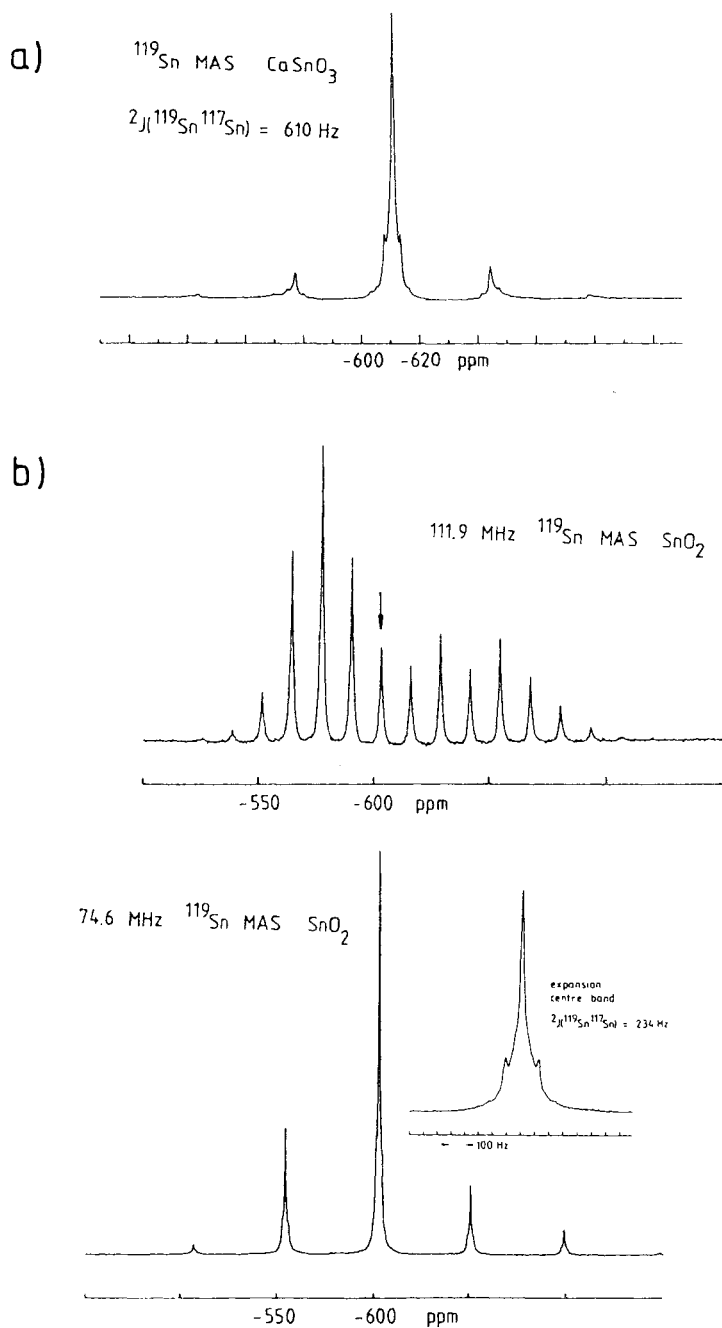 a)
¹¹⁹Sn MAS CaSnO₃
²J(¹¹⁹Sn¹¹⁷Sn) = 610 Hz
-600 -620 ppm
b)
111.9 MHz ¹¹⁹Sn MAS SnO₂
-550 -600 ppm
74.6 MHz ¹¹⁹Sn MAS SnO₂
expansion
centre band
²J(¹¹⁹Sn¹¹⁷Sn) = 234 Hz
← -100 Hz
-550 -600 ppm